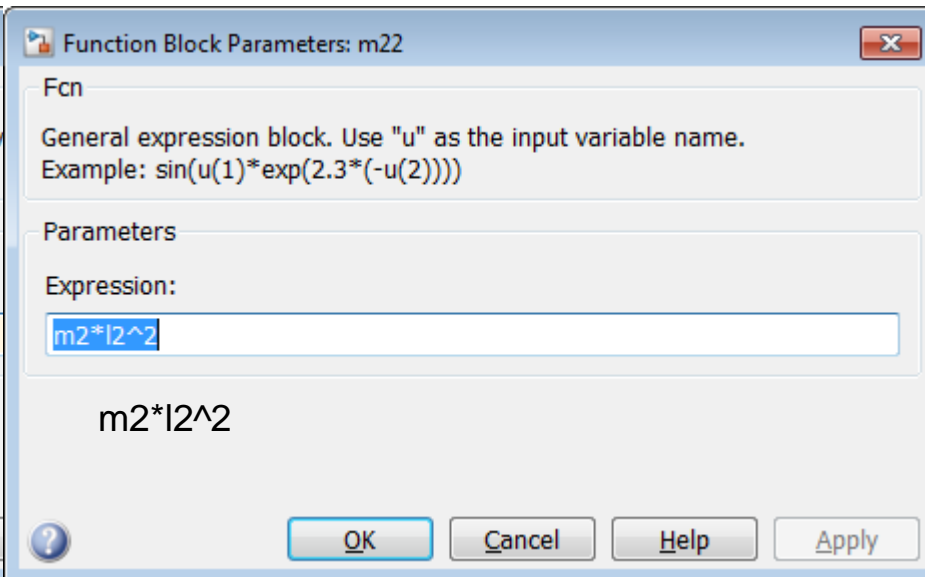 Function Block Parameters: m22
Fcn
General expression block. Use "u" as the input variable name.
Example: sin(u(1)*exp(2.3*(-u(2))))
Parameters
Expression:
m2*l2^2
m2*l2^2
OK Cancel Help Apply